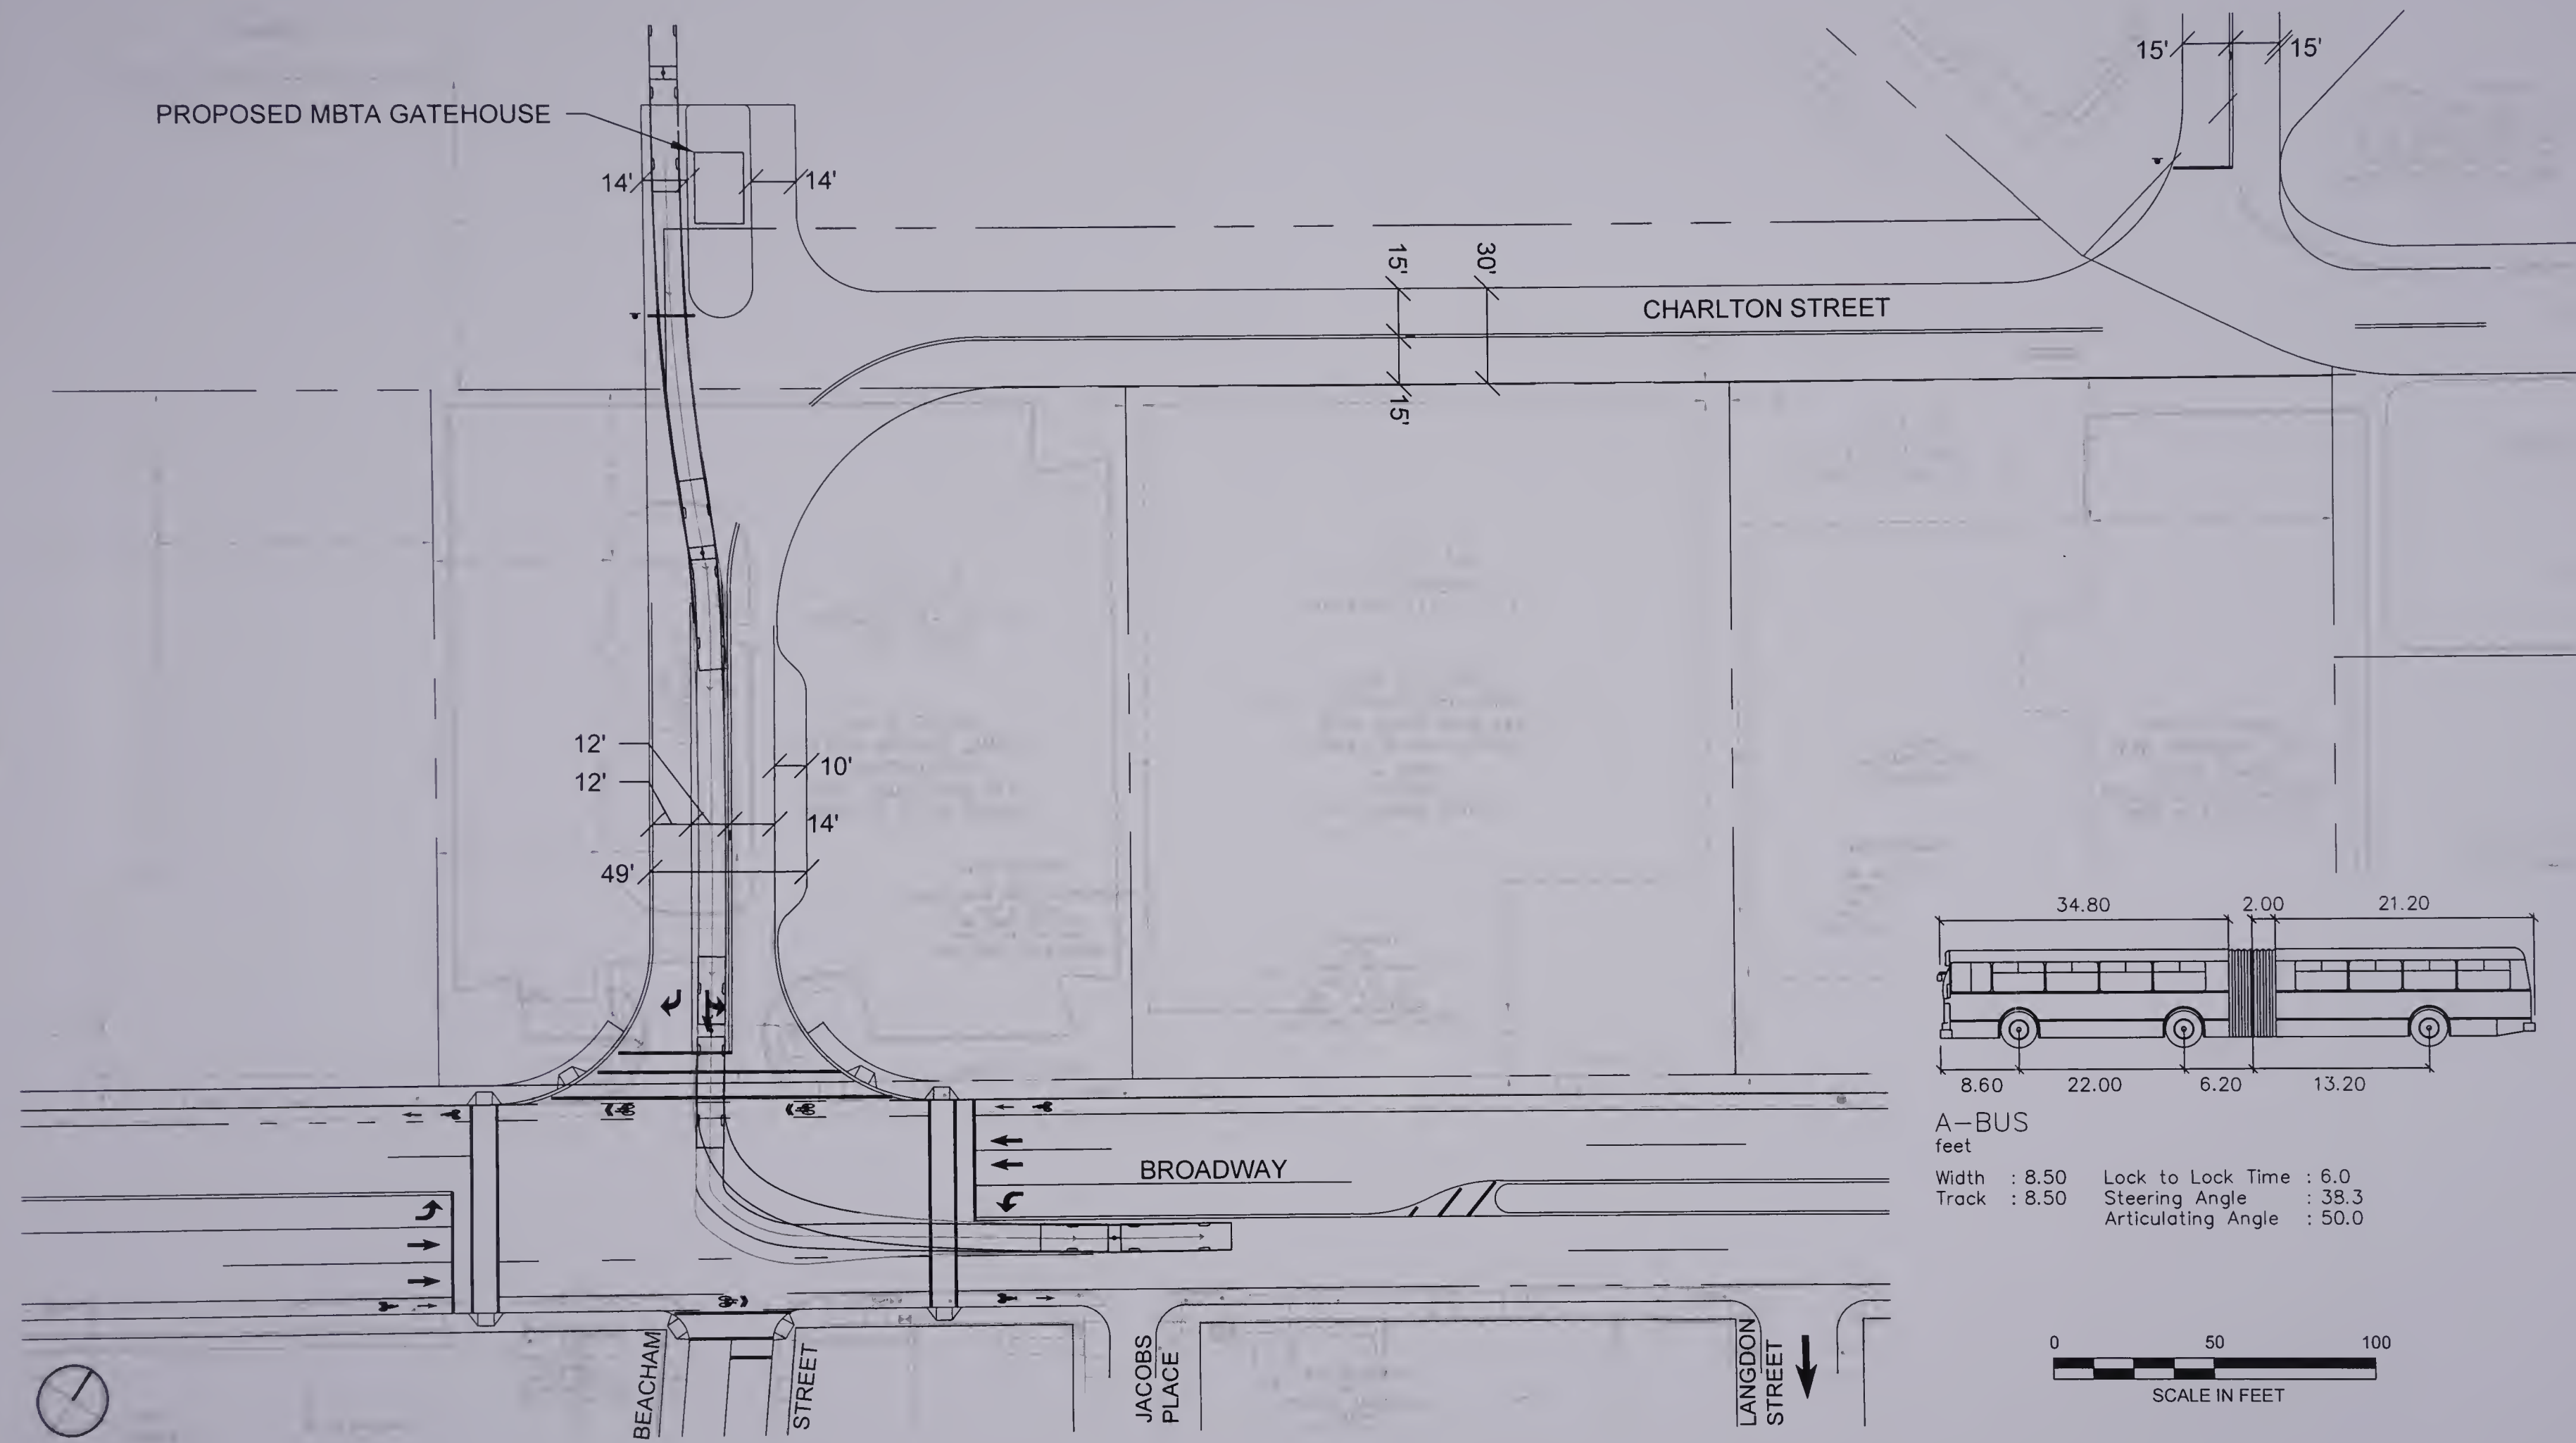 15'
15'
PROPOSED MBTA GATEHOUSE
14'
14'
15'
30'
CHARLTON STREET
15'
12'
12'
10'
14'
49'
34.80
2.00
21.20
8.60
22.00
6.20
13.20
A-BUS
feet
Width : 8.50
Track : 8.50
Lock to Lock Time : 6.0
Steering Angle : 38.3
Articulating Angle : 50.0
BROADWAY
BEACHAM
STREET
JACOBS
PLACE
LANGDON
STREET
0
50
100
SCALE IN FEET